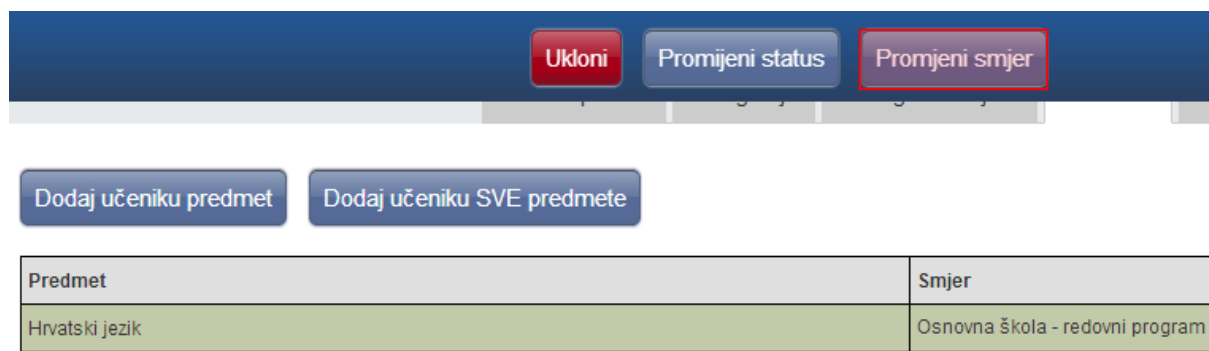 Ukloni Promijeni status Promjeni smjer
Dodaj učeniku predmet Dodaj učeniku SVE predmete
Predmet Smjer
Hrvatski jezik Osnovna škola - redovni program